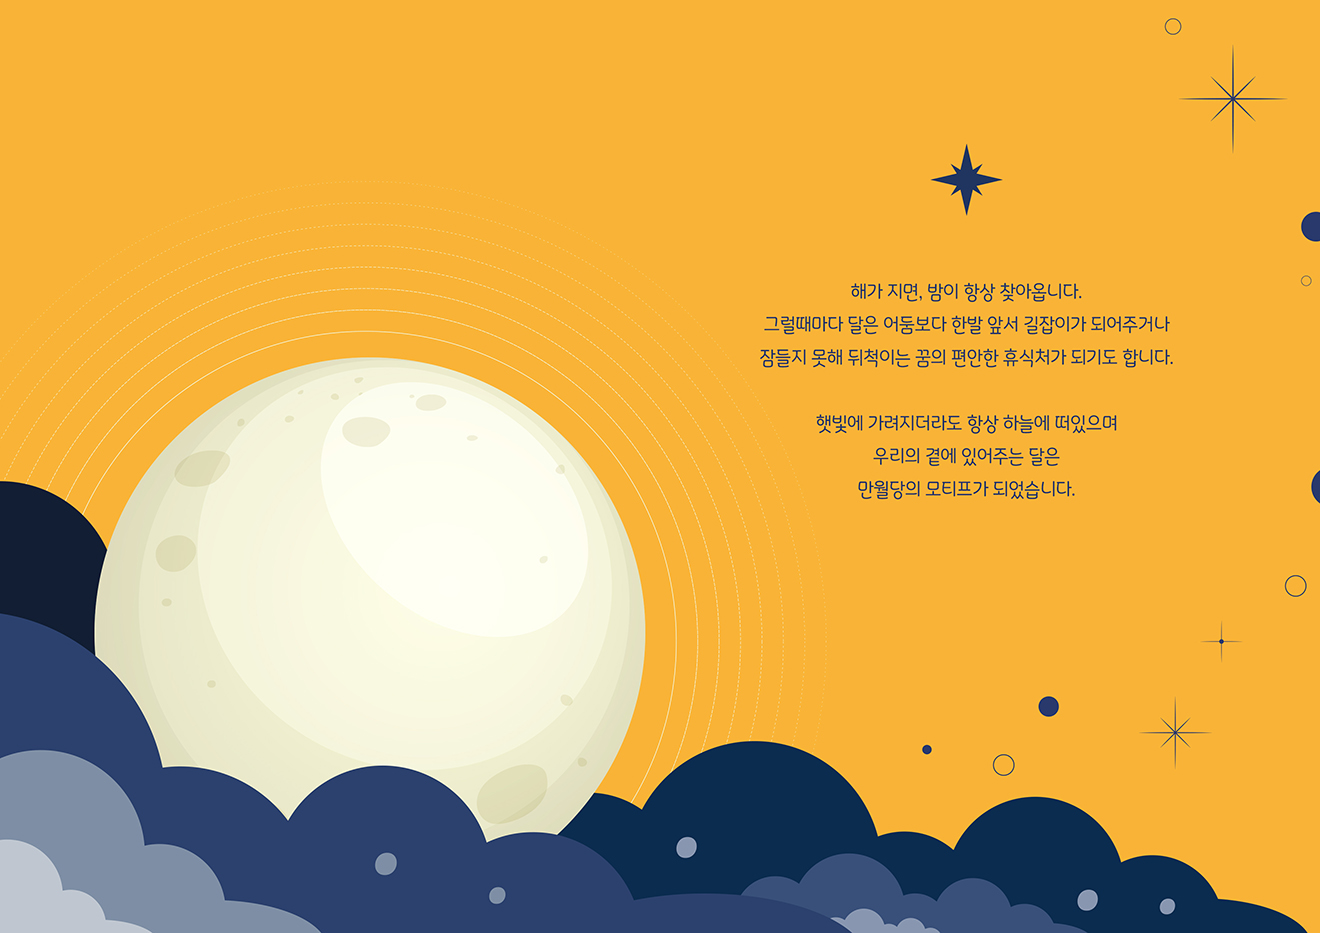 해가 지면, 밤이 항상 찾아옵니다.
그럴때마다 달은 어둠보다 한발 앞서 길잡이가 되어주거나
잠들지 못해 뒤척이는 꿈의 편안한 휴식처가 되기도 합니다.
햇빛에 가려지더라도 항상 하늘에 떠있으며
우리의 곁에 있어주는 달은
만월당의 모티프가 되었습니다.